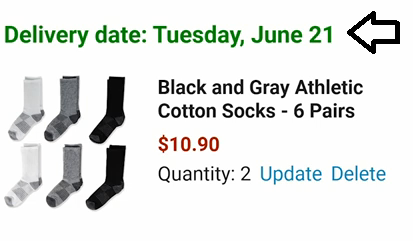 Delivery date: Tuesday, June 21
Black and Gray Athletic
Cotton Socks - 6 Pairs
$10.90
Quantity: 2 Update Delete